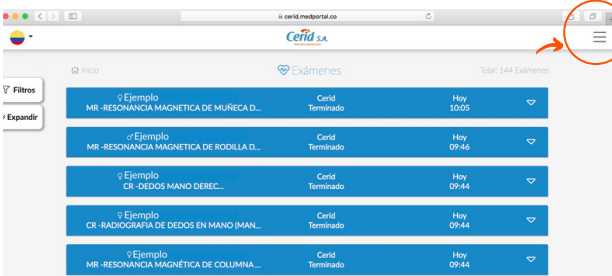 cerid.medportal.co
Cerid S.A.
Inicio
Exámenes
Total: 144 Exámenes
Filtros
Expandir
♀Ejemplo
MR -RESONANCIA MAGNETICA DE MUÑECA D...
Cerid
Terminado
Hoy
10:05
♂Ejemplo
MR -RESONANCIA MAGNETICA DE RODILLA D...
Cerid
Terminado
Hoy
09:46
♀Ejemplo
CR -DEDOS MANO DEREC...
Cerid
Terminado
Hoy
09:44
♀Ejemplo
CR -RADIOGRAFIA DE DEDOS EN MANO (MAN...
Cerid
Terminado
Hoy
09:44
♀Ejemplo
MR -RESONANCIA MAGNÉTICA DE COLUMNA ...
Cerid
Terminado
Hoy
09:44